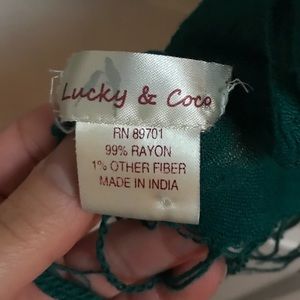 Lucky & Coco
RN 89701
99% RAYON
1% OTHER FIBER
MADE IN INDIA